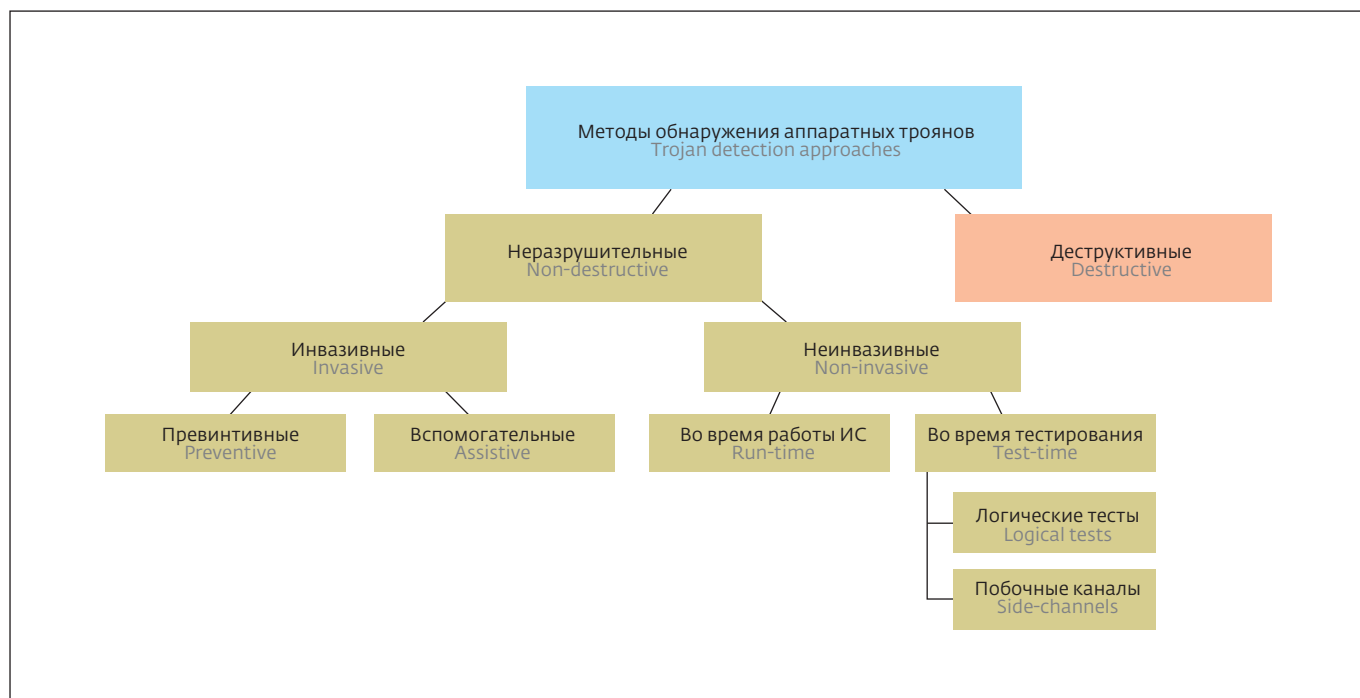 Методы обнаружения аппаратных троянов
Trojan detection approaches
Неразрушительные
Non-destructive
Деструктивные
Destructive
Инвазивные
Invasive
Неинвазивные
Non-invasive
Превинтивные
Preventive
Вспомогательные
Assistive
Во время работы ИС
Run-time
Во время тестирования
Test-time
Логические тесты
Logical tests
Побочные каналы
Side-channels